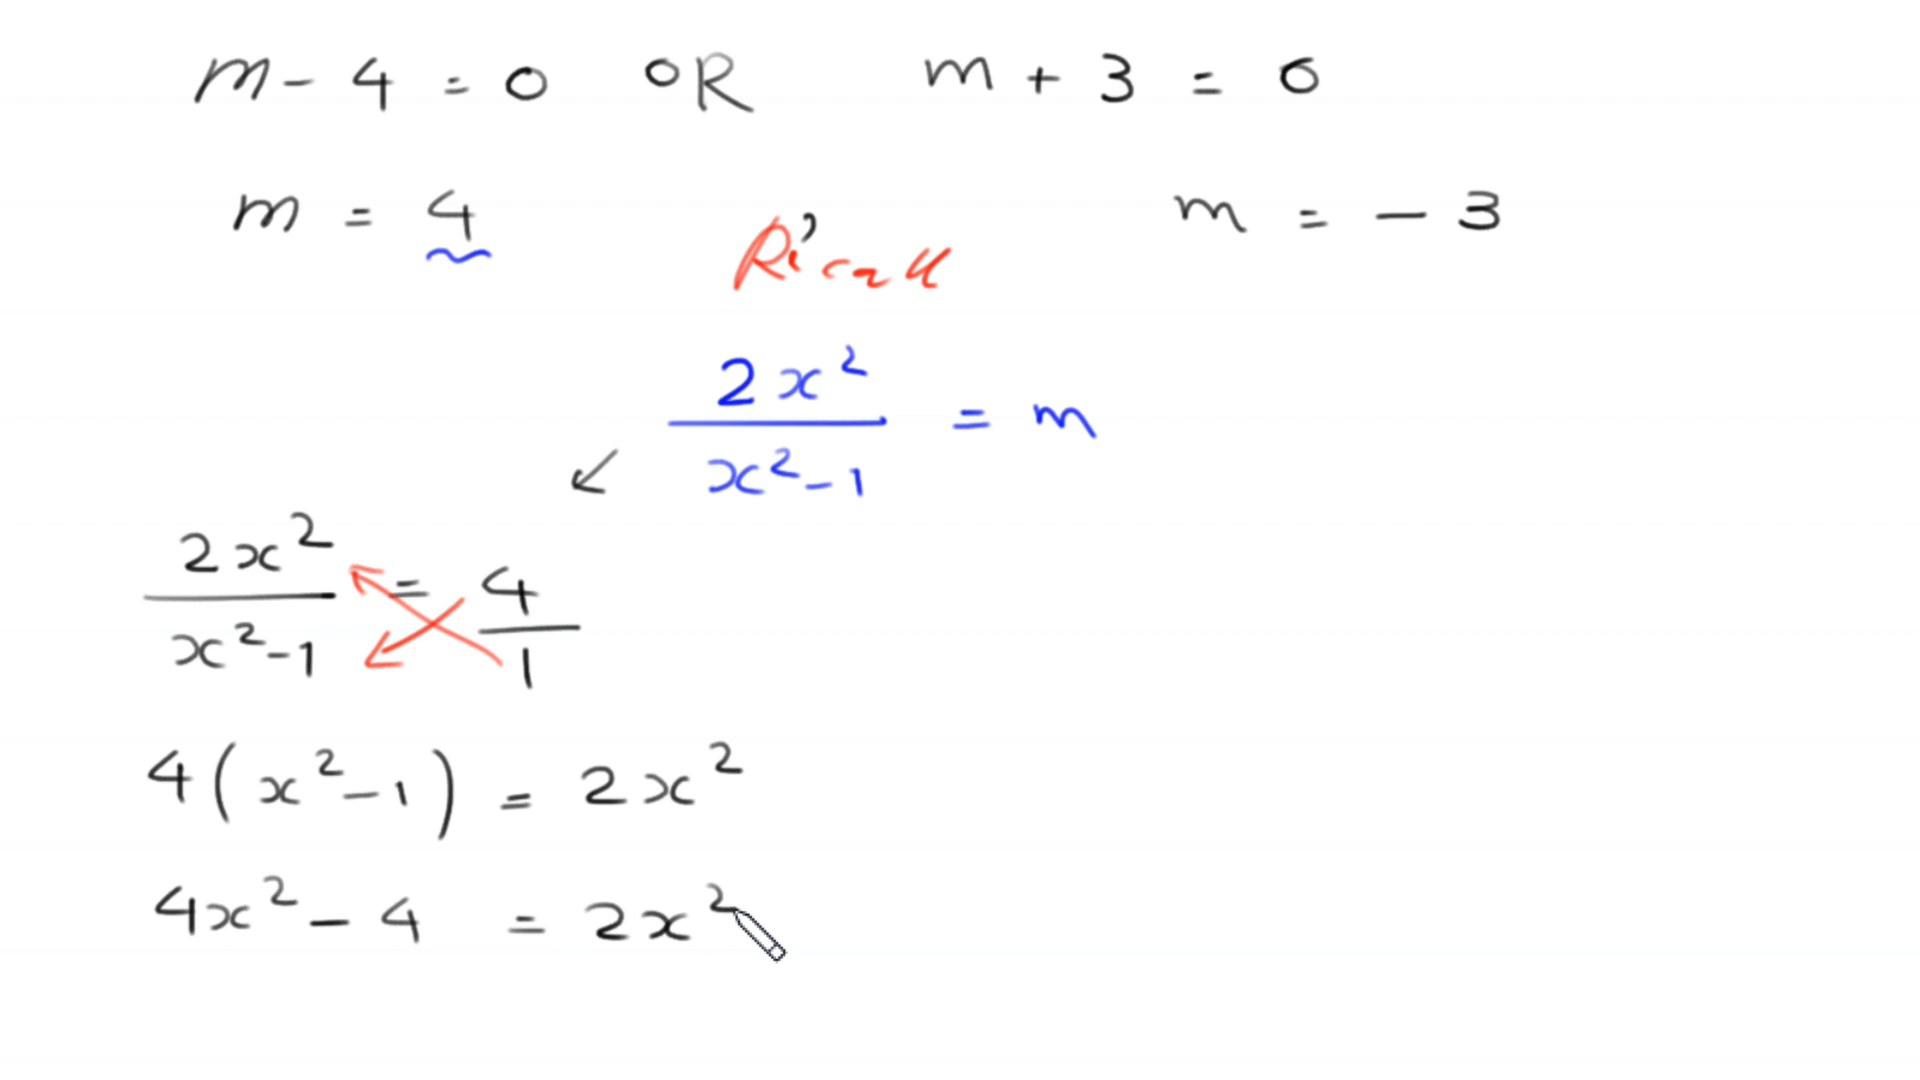 m - 4 = 0 OR m + 3 = 0
m = 4 m = - 3
Recall
2x² / x² - 1 = m
2x² / x² - 1 = 4 / 1
4(x² - 1) = 2x²
4x² - 4 = 2x²